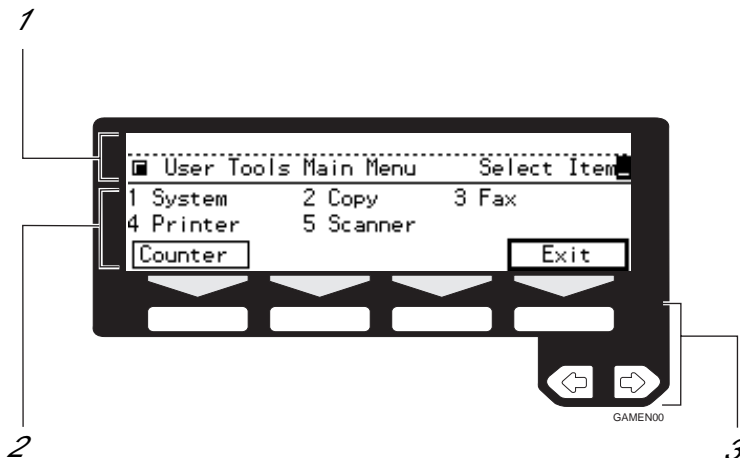 1
User Tools Main Menu Select Item_
1 System 2 Copy 3 Fax
4 Printer 5 Scanner
Counter Exit
GAMEN00
2 3